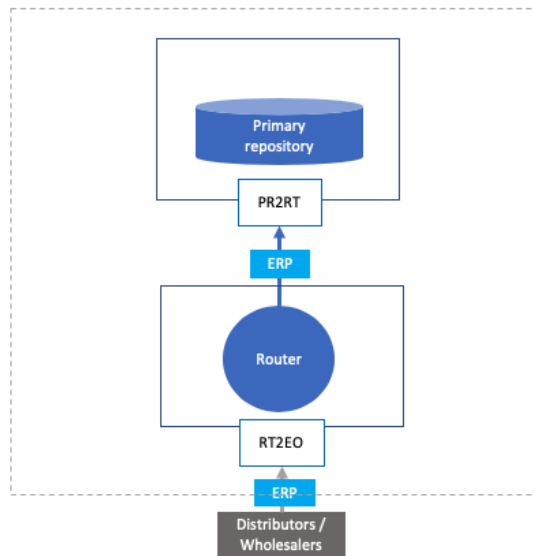 Primary
repository
PR2RT
ERP
Router
RT2EO
ERP
Distributors /
Wholesalers